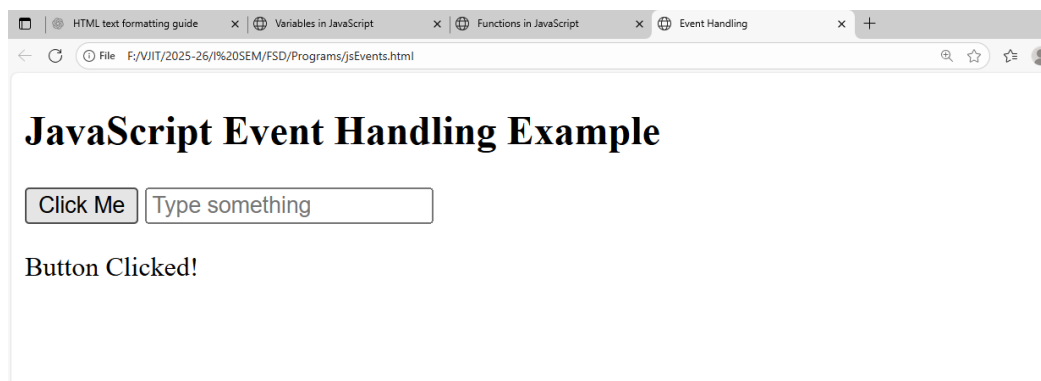 HTML text formatting guide Variables in JavaScript Functions in JavaScript Event Handling
File F:/VJIT/2025-26/I%20SEM/FSD/Programs/jsEvents.html
JavaScript Event Handling Example
Click Me Type something
Button Clicked!